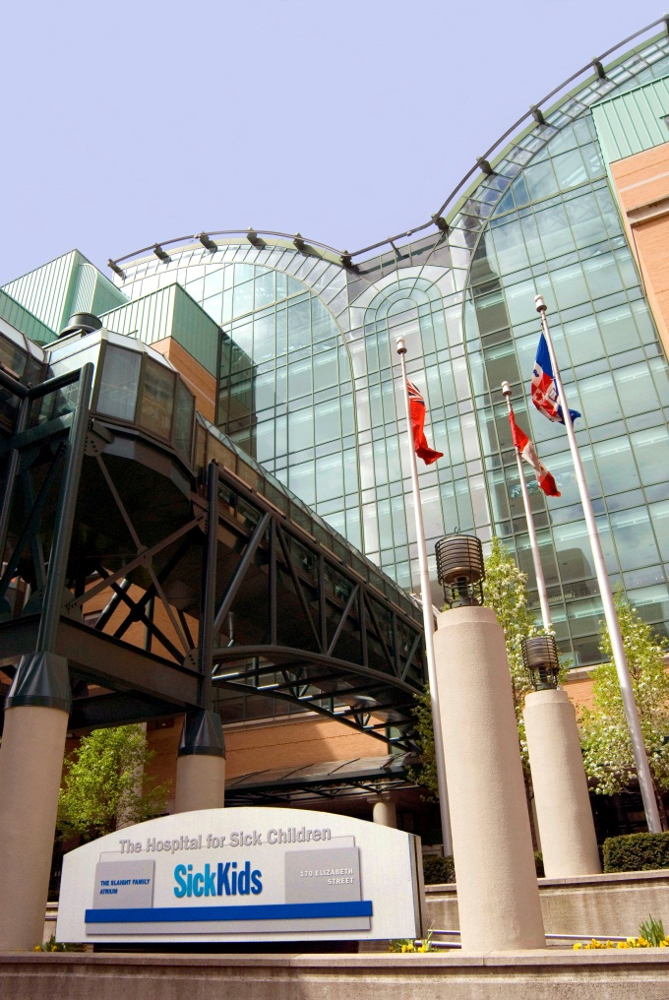 The Hospital for Sick Children
THE SLAIGHT FAMILY
ATRIUM
SickKids
170 ELIZABETH
STREET